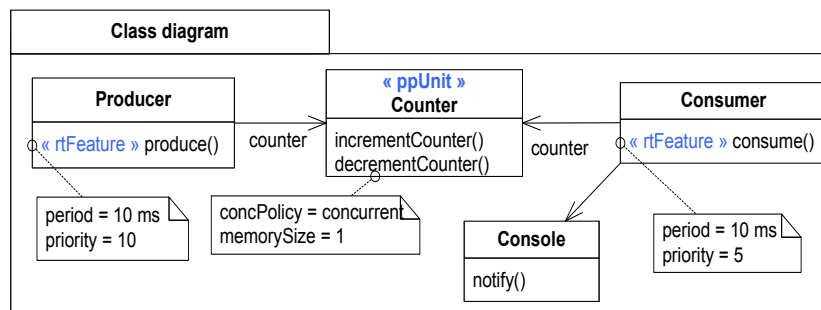 Class diagram
Producer
« rtFeature » produce()
counter
« ppUnit »
Counter
incrementCounter()
decrementCounter()
counter
Consumer
« rtFeature » consume()
period = 10 ms
priority = 10
concPolicy = concurrent
memorySize = 1
Console
notify()
period = 10 ms
priority = 5